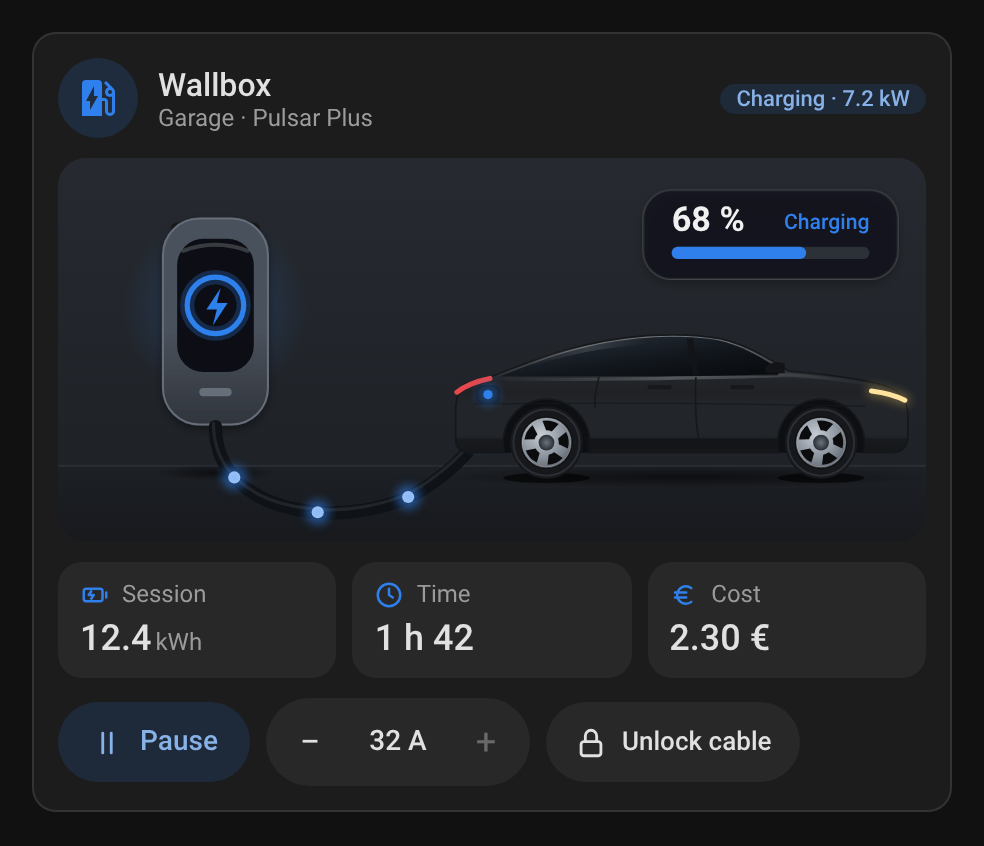 Wallbox
Garage · Pulsar Plus
Charging · 7.2 kW
68 %
Charging
Session
12.4 kWh
Time
1 h 42
Cost
2.30 €
Pause
− 32 A +
Unlock cable